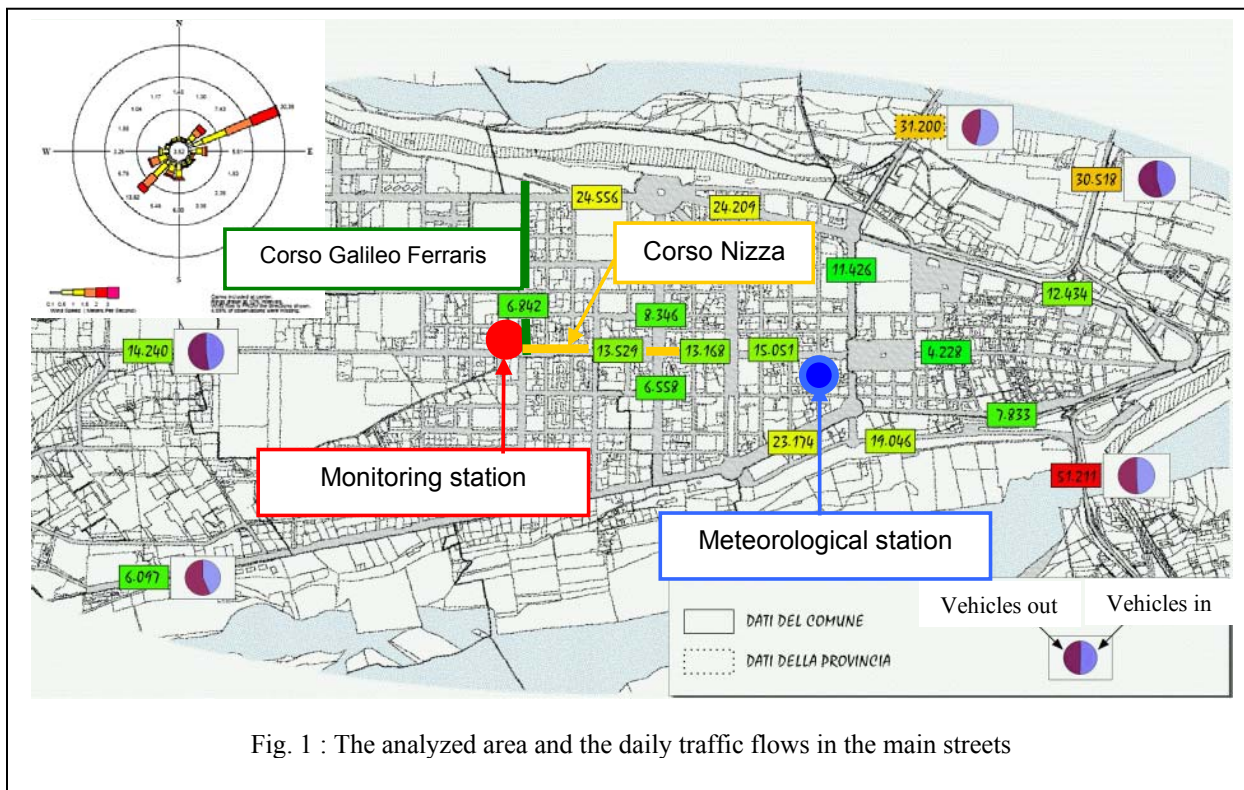 N
W
E
S
24.556
24.209
31.200
30.518
Corso Galileo Ferraris
Corso Nizza
11.426
12.434
6.842
8.346
14.240
13.529
13.168
15.051
4.228
6.558
7.833
23.174
19.046
Monitoring station
51.211
Meteorological station
6.097
Vehicles out
Vehicles in
DATI DEL COMUNE
DATI DELLA PROVINCIA
Fig. 1 : The analyzed area and the daily traffic flows in the main streets